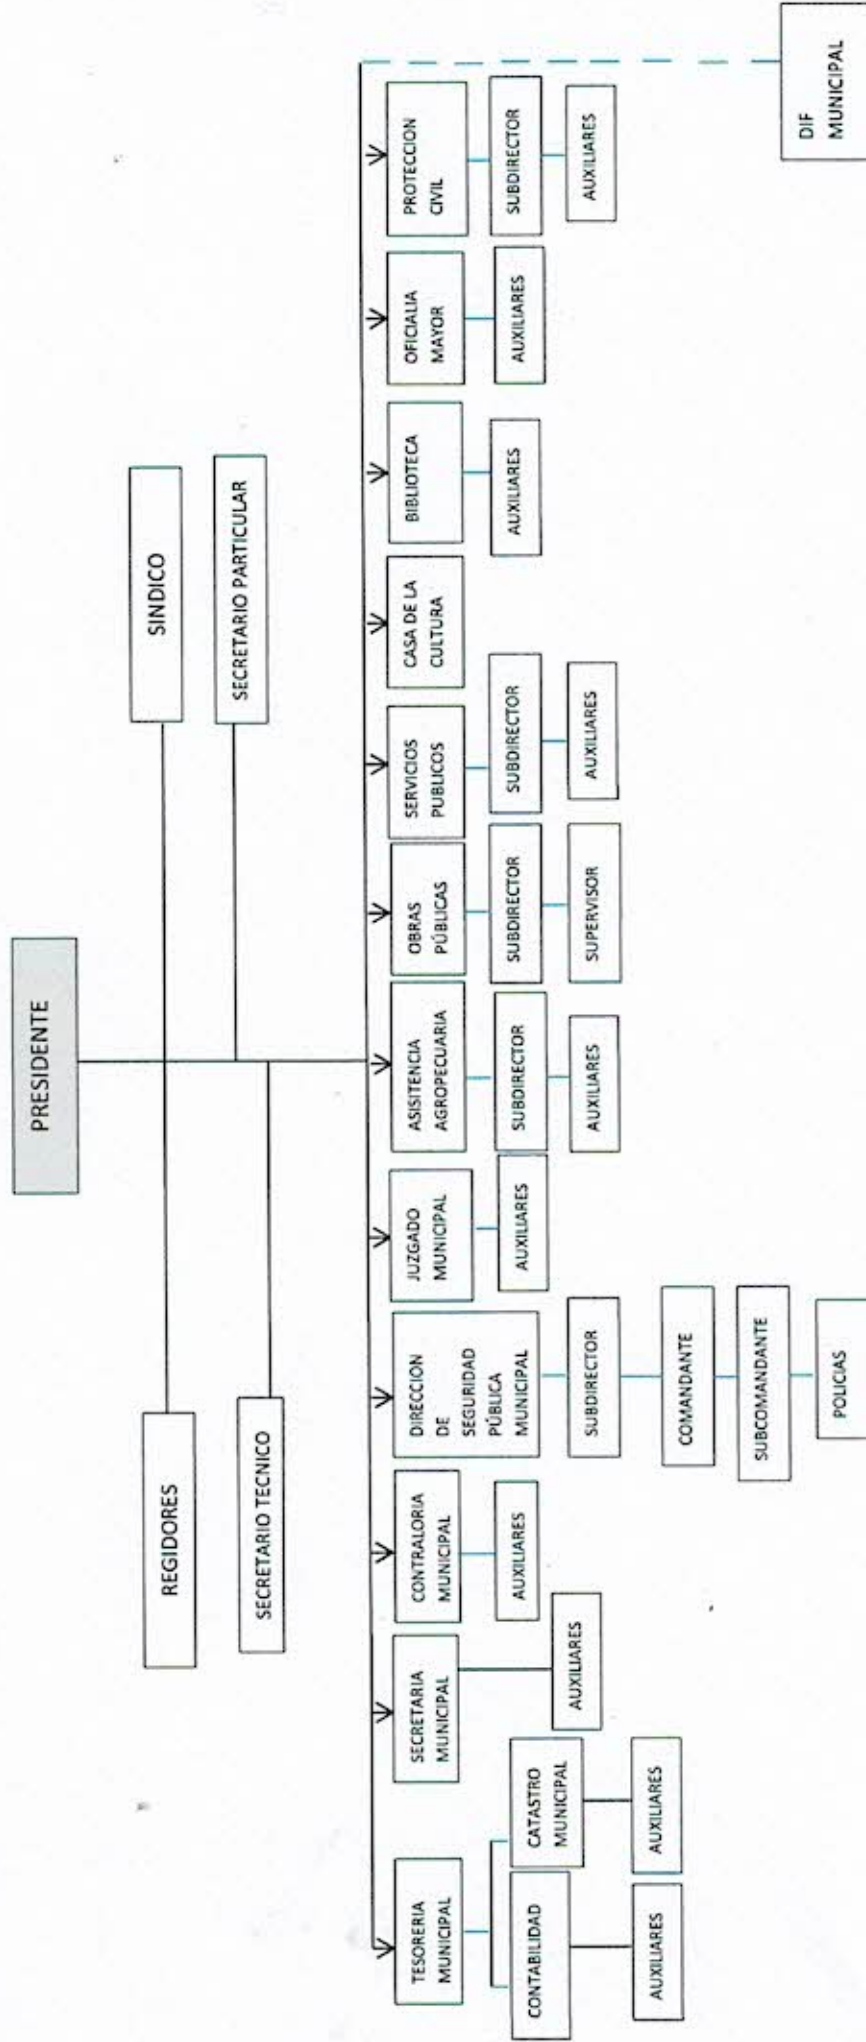 PRESIDENTE
REGIDORES
SINDICO
SECRETARIO TECNICO
SECRETARIO PARTICULAR
TESORERIA
MUNICIPAL
SECRETARIA
MUNICIPAL
CONTRALORIA
MUNICIPAL
DIRECCION
DE
SEGURIDAD
PÚBLICA
MUNICIPAL
JUZGADO
MUNICIPAL
ASISITENCIA
AGROPECUARIA
OBRAS
PÚBLICAS
SERVICIOS
PUBLICOS
CASA DE LA
CULTURA
BIBLIOTECA
OFICIALIA
MAYOR
PROTECCION
CIVIL
CONTABILIDAD
CATASTRO
MUNICIPAL
AUXILIARES
AUXILIARES
SUBDIRECTOR
AUXILIARES
SUBDIRECTOR
SUBDIRECTOR
SUBDIRECTOR
AUXILIARES
AUXILIARES
SUBDIRECTOR
AUXILIARES
AUXILIARES
COMANDANTE
AUXILIARES
SUPERVISOR
AUXILIARES
AUXILIARES
SUBCOMANDANTE
POLICIAS
DIF
MUNICIPAL